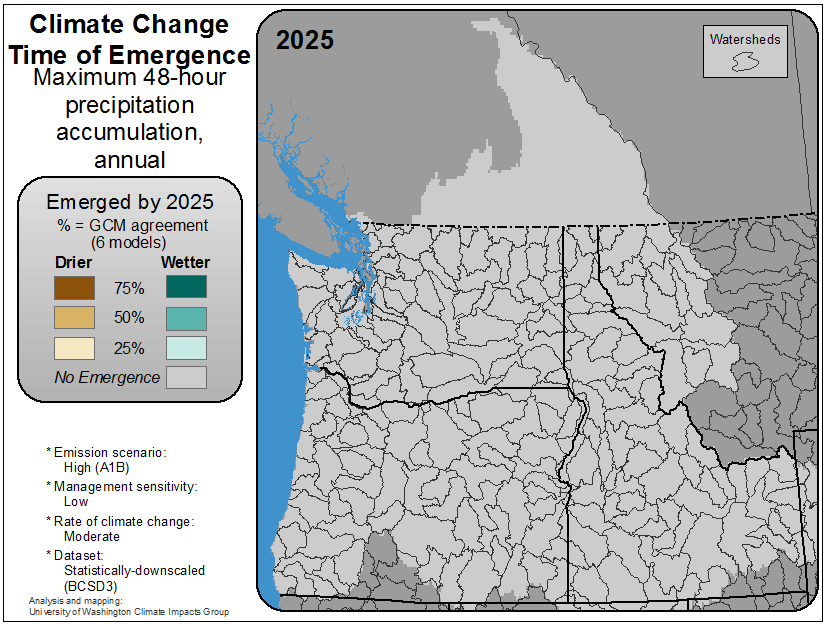 Climate Change
Time of Emergence
Maximum 48-hour
precipitation
accumulation,
annual
Emerged by 2025
% = GCM agreement
(6 models)
Drier Wetter
75%
50%
25%
No Emergence
* Emission scenario:
High (A1B)
* Management sensitivity:
Low
* Rate of climate change:
Moderate
* Dataset:
Statistically-downscaled
(BCSD3)
Analysis and mapping:
University of Washington Climate Impacts Group
2025
Watersheds